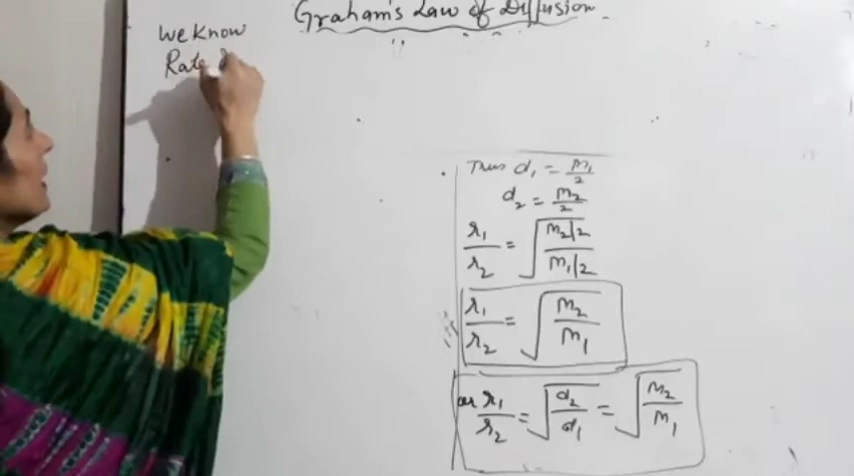 Graham's Law of Diffusion
We know
Rate
Thus d₁ = m₁/2
d₂ = m₂/2
r₁/r₂ = √((m₂/2)/(m₁/2))
r₁/r₂ = √(m₂/m₁)
or r₁/r₂ = √(d₂/d₁) = √(m₂/m₁)